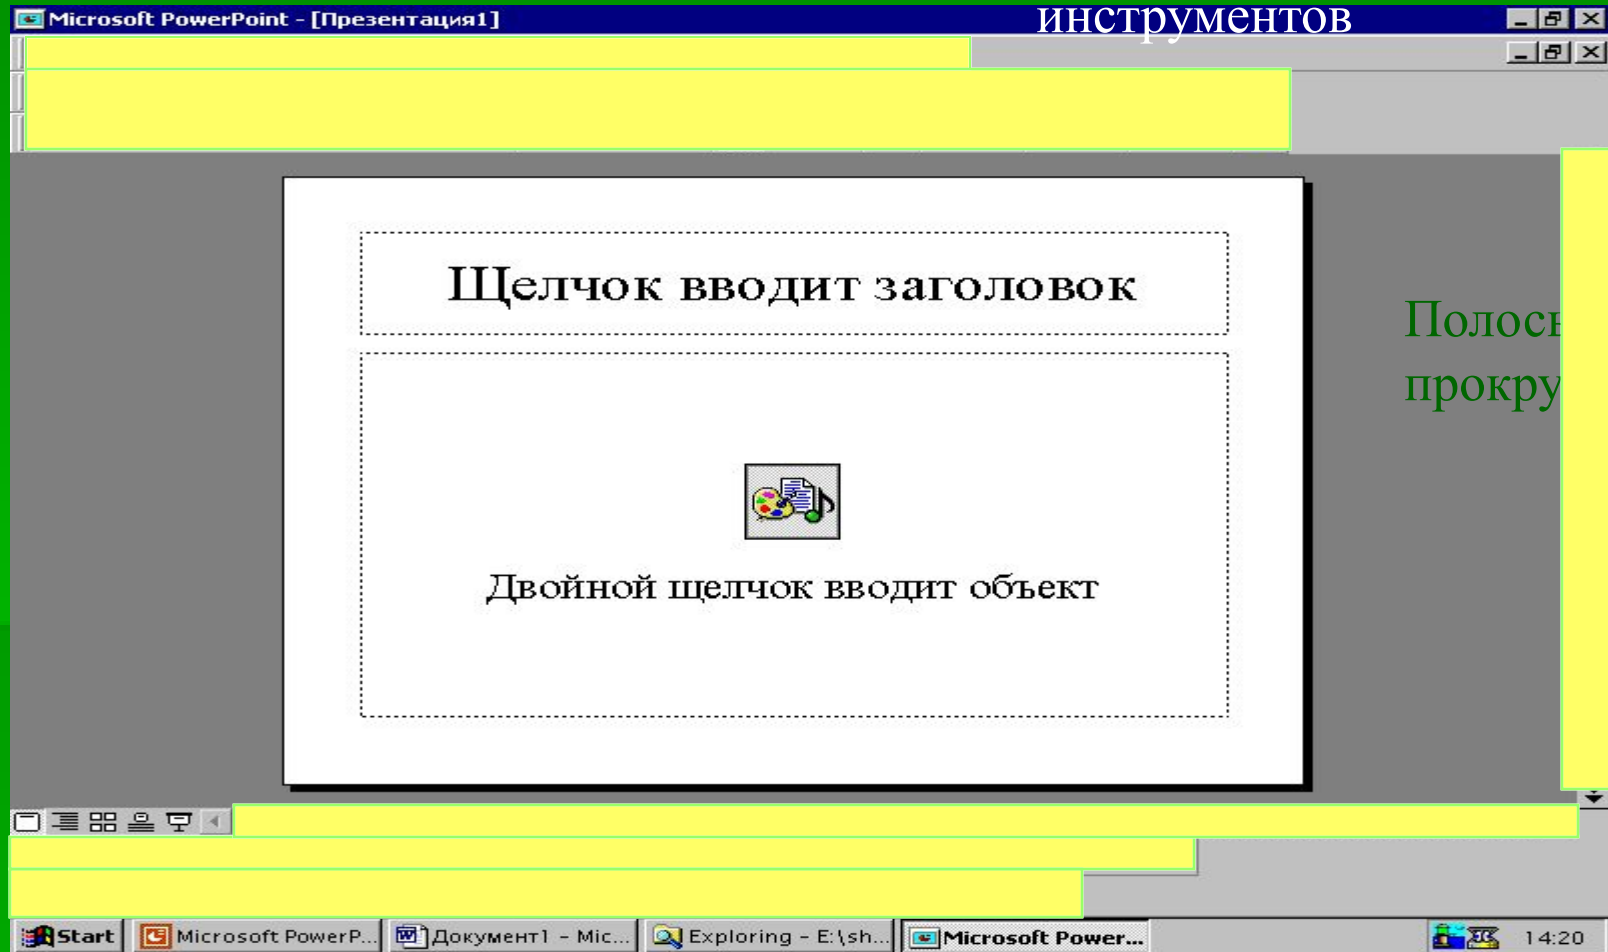 Microsoft PowerPoint - [Презентация1]
инструментов
Щелчок вводит заголовок
Двойной щелчок вводит объект
прокру
Start
Microsoft PowerP...
Документ1 - Mic...
Exploring - E:\sh...
Microsoft Power...
14:20